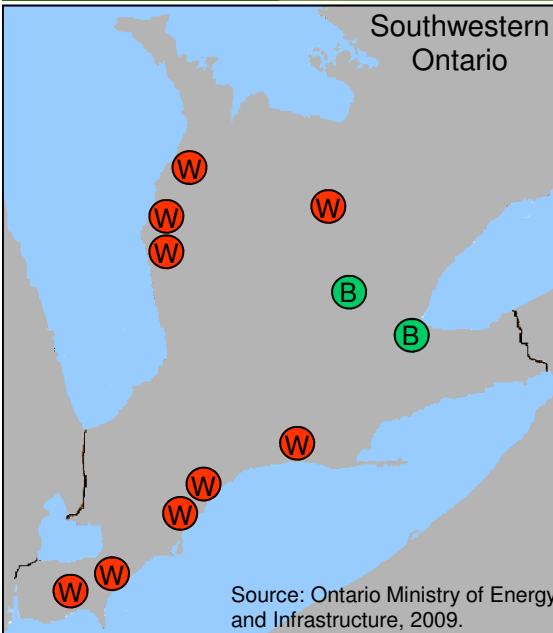 Southwestern
Ontario
W
W
W
W
B
B
W
W
W
W
W
Source: Ontario Ministry of Energy
and Infrastructure, 2009.